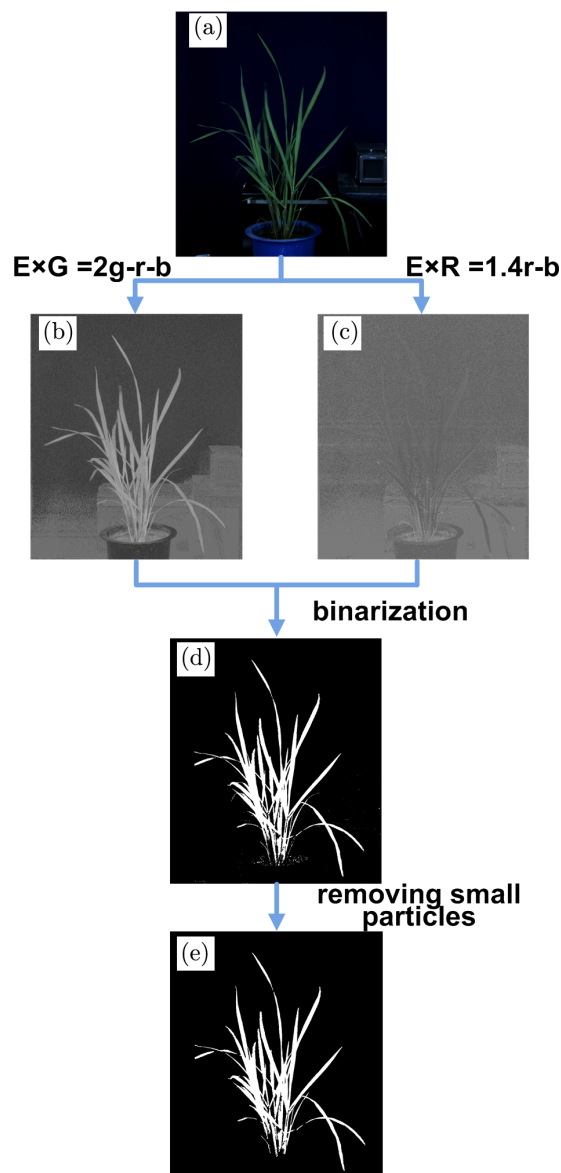 (a)
E×G =2g-r-b
E×R =1.4r-b
(b)
(c)
binarization
(d)
removing small
particles
(e)